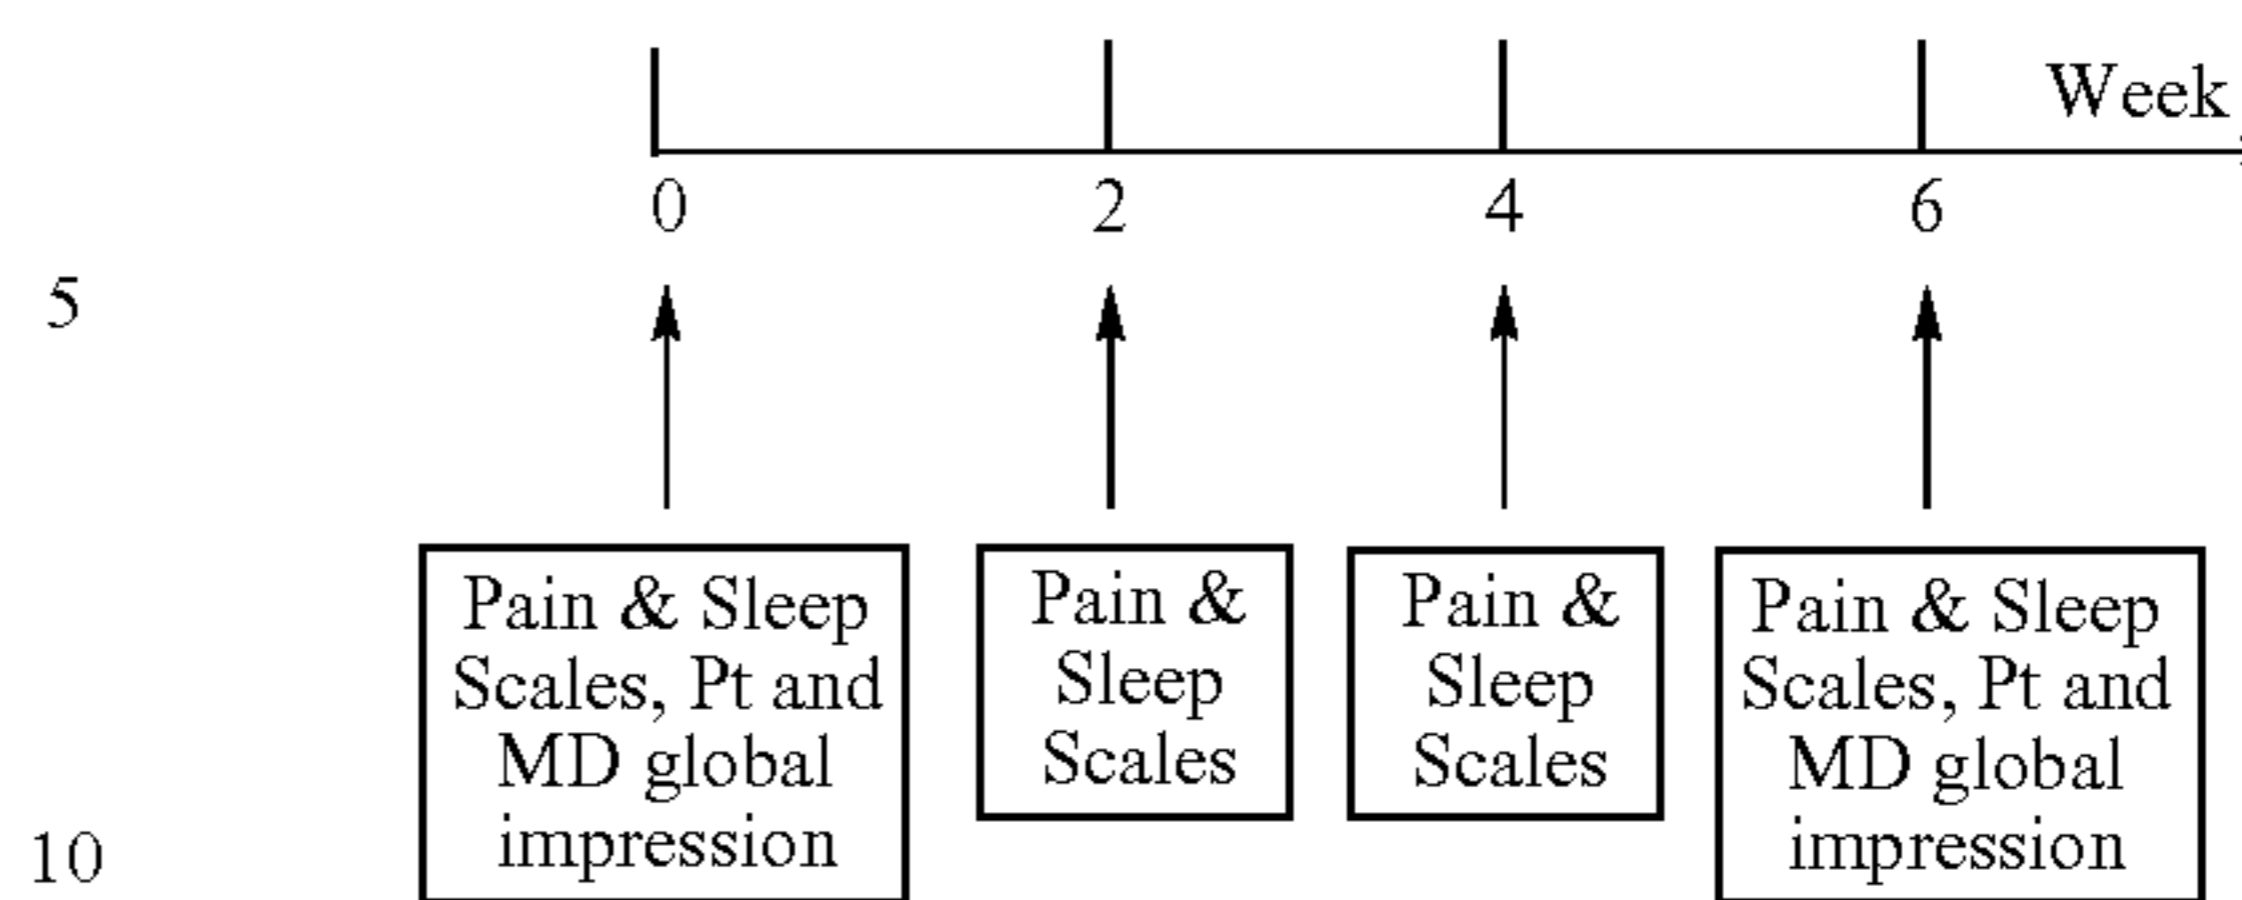 Week
0 2 4 6
5
Pain & Sleep
Scales, Pt and
MD global
impression
Pain &
Sleep
Scales
Pain &
Sleep
Scales
Pain & Sleep
Scales, Pt and
MD global
impression
10